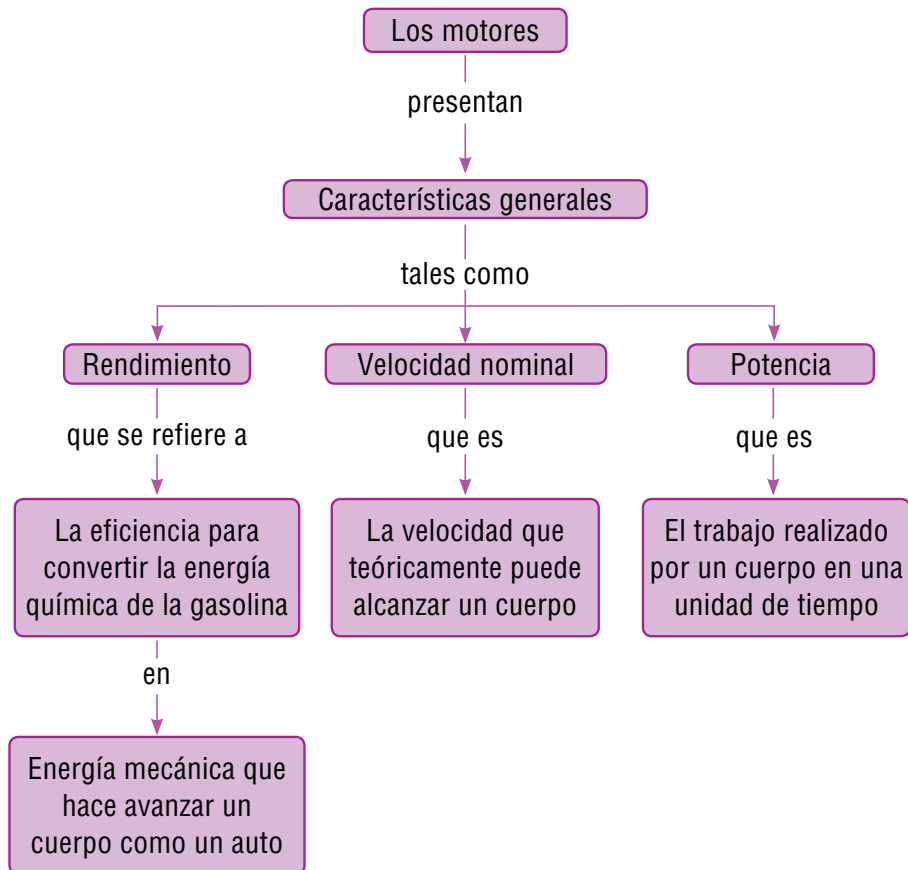 Los motores
presentan
Características generales
tales como
Rendimiento
Velocidad nominal
Potencia
que se refiere a
que es
que es
La eficiencia para
convertir la energía
química de la gasolina
La velocidad que
teóricamente puede
alcanzar un cuerpo
El trabajo realizado
por un cuerpo en una
unidad de tiempo
en
Energía mecánica que
hace avanzar un
cuerpo como un auto